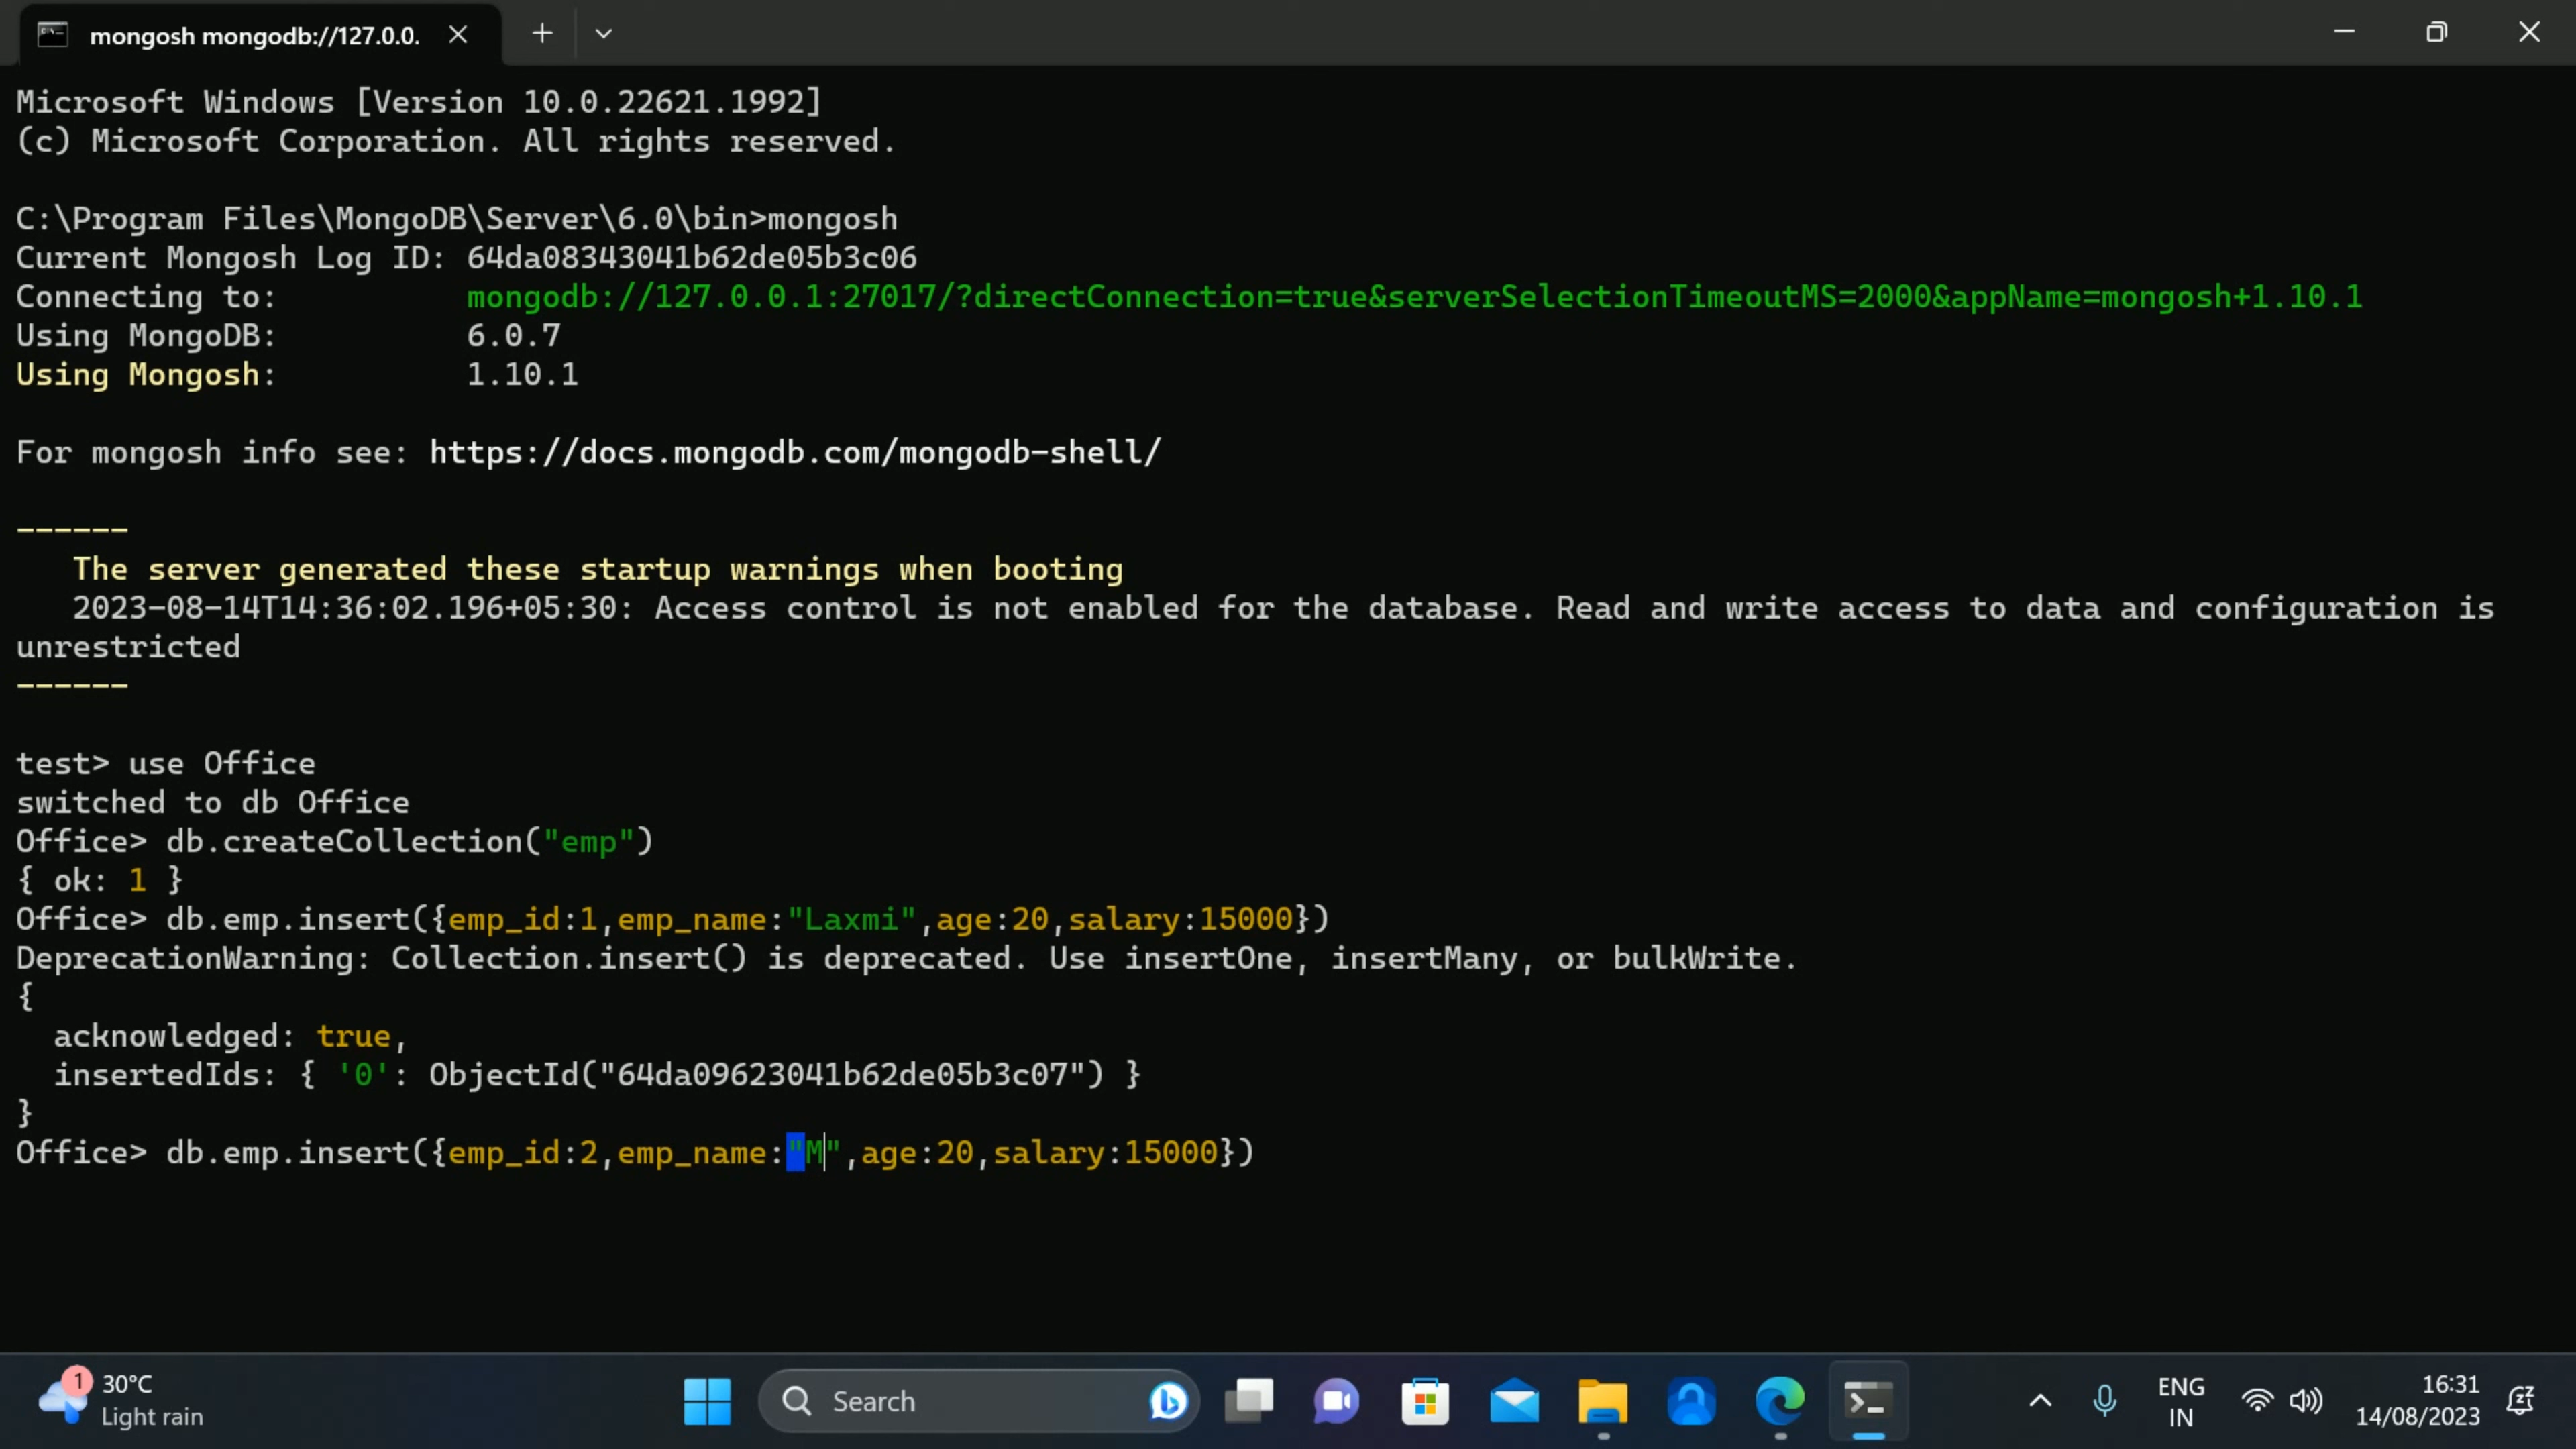 mongosh mongodb://127.0.0.
Microsoft Windows [Version 10.0.22621.1992]
(c) Microsoft Corporation. All rights reserved.
C:\Program Files\MongoDB\Server\6.0\bin>mongosh
Current Mongosh Log ID: 64da08343041b62de05b3c06
Connecting to: mongodb://127.0.0.1:27017/?directConnection=true&serverSelectionTimeoutMS=2000&appName=mongosh+1.10.1
Using MongoDB: 6.0.7
Using Mongosh: 1.10.1
For mongosh info see: https://docs.mongodb.com/mongodb-shell/
------
The server generated these startup warnings when booting
2023-08-14T14:36:02.196+05:30: Access control is not enabled for the database. Read and write access to data and configuration is
unrestricted
------
test> use Office
switched to db Office
Office> db.createCollection("emp")
{ ok: 1 }
Office> db.emp.insert({emp_id:1,emp_name:"Laxmi",age:20,salary:15000})
DeprecationWarning: Collection.insert() is deprecated. Use insertOne, insertMany, or bulkWrite.
{
acknowledged: true,
insertedIds: { '0': ObjectId("64da09623041b62de05b3c07") }
}
Office> db.emp.insert({emp_id:2,emp_name:"M",age:20,salary:15000})
1
30°C
Light rain
Search
ENG
IN
16:31
14/08/2023